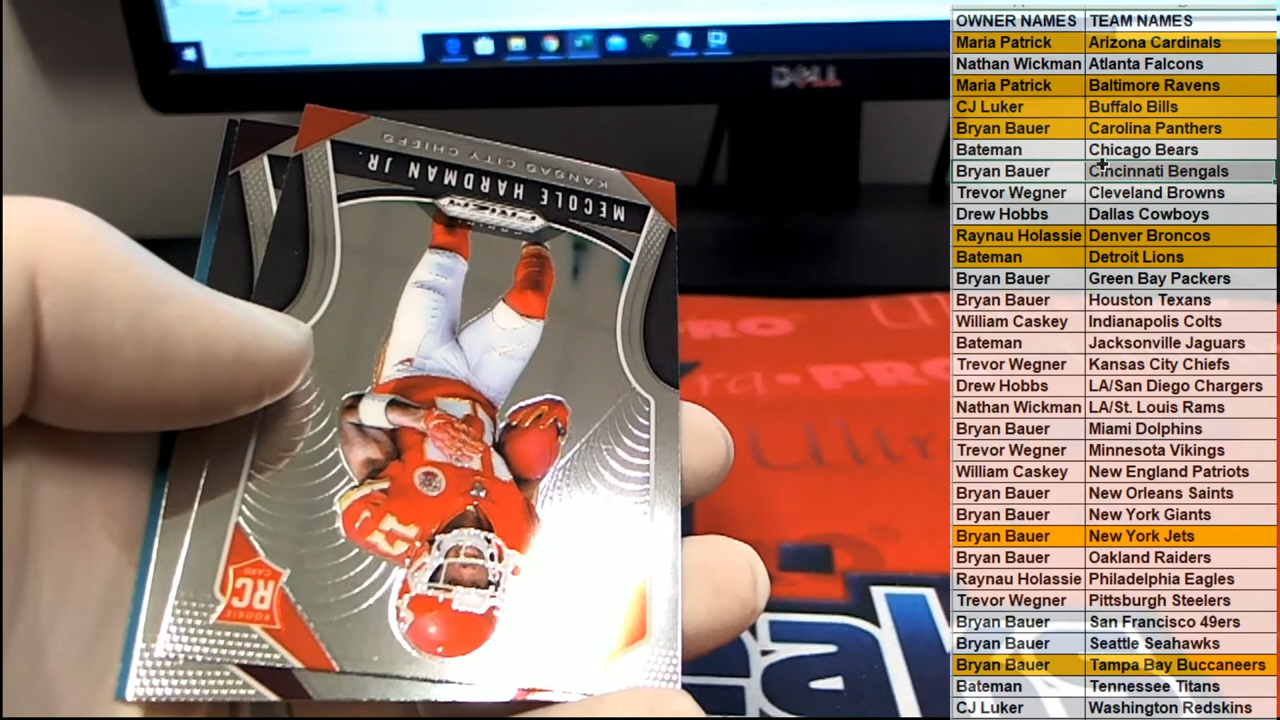 OWNER NAMES TEAM NAMES
Maria Patrick Arizona Cardinals
Nathan Wickman Atlanta Falcons
Maria Patrick Baltimore Ravens
CJ Luker Buffalo Bills
Bryan Bauer Carolina Panthers
Bateman Chicago Bears
Bryan Bauer Cincinnati Bengals
Trevor Wegner Cleveland Browns
Drew Hobbs Dallas Cowboys
Raynau Holassie Denver Broncos
Bateman Detroit Lions
Bryan Bauer Green Bay Packers
Bryan Bauer Houston Texans
William Caskey Indianapolis Colts
Bateman Jacksonville Jaguars
Trevor Wegner Kansas City Chiefs
Drew Hobbs LA/San Diego Chargers
Nathan Wickman LA/St. Louis Rams
Bryan Bauer Miami Dolphins
Trevor Wegner Minnesota Vikings
William Caskey New England Patriots
Bryan Bauer New Orleans Saints
Bryan Bauer New York Giants
Bryan Bauer New York Jets
Bryan Bauer Oakland Raiders
Raynau Holassie Philadelphia Eagles
Trevor Wegner Pittsburgh Steelers
Bryan Bauer San Francisco 49ers
Bryan Bauer Seattle Seahawks
Bryan Bauer Tampa Bay Buccaneers
Bateman Tennessee Titans
CJ Luker Washington Redskins
DELL
KANSAS CITY CHIEFS
MECOLE HARDMAN JR.
PRIZM
17
RC
ROOKIE
CARD
PRO
Ul
ra•PRO
Ult